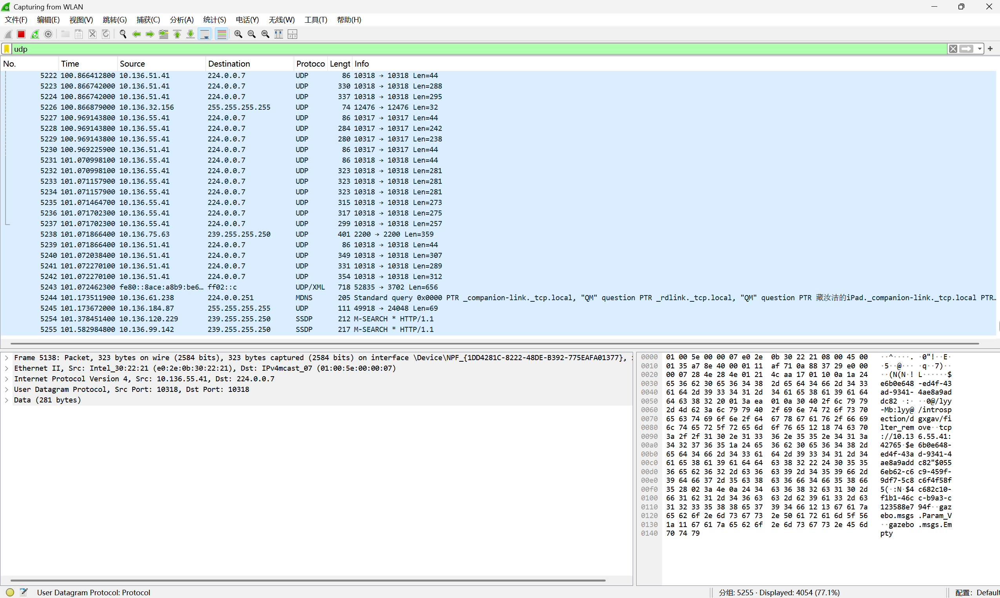 Capturing from WLAN
文件(F) 编辑(E) 视图(V) 跳转(G) 捕获(C) 分析(A) 统计(S) 电话(Y) 无线(W) 工具(T) 帮助(H)
udp
No. Time Source Destination Protoco Lengt Info
5222 100.866412800 10.136.51.41 224.0.0.7 UDP 86 10318 → 10318 Len=44
5223 100.866742000 10.136.51.41 224.0.0.7 UDP 330 10318 → 10318 Len=288
5224 100.866742000 10.136.51.41 224.0.0.7 UDP 337 10318 → 10318 Len=295
5226 100.866879000 10.136.32.156 255.255.255.255 UDP 74 12476 → 12476 Len=32
5227 100.969143800 10.136.55.41 224.0.0.7 UDP 86 10317 → 10317 Len=44
5228 100.969143800 10.136.55.41 224.0.0.7 UDP 284 10317 → 10317 Len=242
5229 100.969143800 10.136.55.41 224.0.0.7 UDP 280 10317 → 10317 Len=238
5230 100.969225900 10.136.51.41 224.0.0.7 UDP 86 10317 → 10317 Len=44
5231 101.070998100 10.136.55.41 224.0.0.7 UDP 86 10318 → 10318 Len=44
5232 101.070998100 10.136.55.41 224.0.0.7 UDP 323 10318 → 10318 Len=281
5233 101.071157900 10.136.55.41 224.0.0.7 UDP 323 10318 → 10318 Len=281
5234 101.071157900 10.136.55.41 224.0.0.7 UDP 323 10318 → 10318 Len=281
5235 101.071464700 10.136.55.41 224.0.0.7 UDP 315 10318 → 10318 Len=273
5236 101.071702300 10.136.55.41 224.0.0.7 UDP 317 10318 → 10318 Len=275
5237 101.071702300 10.136.55.41 224.0.0.7 UDP 299 10318 → 10318 Len=257
5238 101.071866400 10.136.75.63 239.255.255.250 UDP 401 2200 → 2200 Len=359
5239 101.071866400 10.136.51.41 224.0.0.7 UDP 86 10318 → 10318 Len=44
5240 101.072038400 10.136.51.41 224.0.0.7 UDP 349 10318 → 10318 Len=307
5241 101.072270100 10.136.51.41 224.0.0.7 UDP 331 10318 → 10318 Len=289
5242 101.072270100 10.136.51.41 224.0.0.7 UDP 354 10318 → 10318 Len=312
5243 101.072462300 fe80::8ace:a8b9:be6… ff02::c UDP/XML 718 52835 → 3702 Len=656
5244 101.173511900 10.136.61.238 224.0.0.251 MDNS 205 Standard query 0x0000 PTR _companion-link._tcp.local, "QM" question PTR _rdlink._tcp.local, "QM" question PTR 藏汝洁的iPad._companion-link._tcp.local PTR…
5245 101.173672000 10.136.184.87 255.255.255.255 UDP 111 49918 → 24048 Len=69
5254 101.378451400 10.136.120.229 239.255.255.250 SSDP 212 M-SEARCH * HTTP/1.1
5255 101.582984800 10.136.99.142 239.255.255.250 SSDP 217 M-SEARCH * HTTP/1.1
Frame 5138: Packet, 323 bytes on wire (2584 bits), 323 bytes captured (2584 bits) on interface \Device\NPF_{1DD4281C-8222-48DE-B392-775EAFA01377},
Ethernet II, Src: Intel_30:22:21 (e0:2e:0b:30:22:21), Dst: IPv4mcast_07 (01:00:5e:00:00:07)
Internet Protocol Version 4, Src: 10.136.55.41, Dst: 224.0.0.7
User Datagram Protocol, Src Port: 10318, Dst Port: 10318
Data (281 bytes)
0000 01 00 5e 00 00 07 e0 2e 0b 30 22 21 08 00 45 00 ··^····. ·0"!··E·
0010 01 35 a7 8e 40 00 01 11 af 71 0a 88 37 29 e0 00 ·5··@··· ·q··7)··
0020 00 07 28 4e 28 4e 01 21 4c aa 17 01 10 0a 1a 24 ··(N(N·! L······$
0030 65 36 62 30 65 36 34 38 2d 65 64 34 66 2d 34 33 e6b0e648 -ed4f-43
0040 61 64 2d 39 33 34 31 2d 34 61 65 38 61 39 61 64 ad-9341- 4ae8a9ad
0050 64 63 38 32 20 01 3a ea 01 0a 30 40 2f 6c 79 79 dc82 ·:· ··0@/lyy
0060 2d 4d 62 3a 6c 79 79 40 2f 69 6e 74 72 6f 73 70 -Mb:lyy@ /introsp
0070 65 63 74 69 6f 6e 2f 64 67 78 67 61 76 2f 66 69 ection/d gxgav/fi
0080 6c 74 65 72 5f 72 65 6d 6f 76 65 12 18 74 63 70 lter_rem ove··tcp
0090 3a 2f 2f 31 30 2e 31 33 36 2e 35 35 2e 34 31 3a ://10.13 6.55.41:
00a0 34 32 37 36 35 1a 24 65 36 62 30 65 36 34 38 2d 42765·$e 6b0e648-
00b0 65 64 34 66 2d 34 33 61 64 2d 39 33 34 31 2d 34 ed4f-43a d-9341-4
00c0 61 65 38 61 39 61 64 64 63 38 32 22 24 30 35 35 ae8a9add c82"$055
00d0 36 65 62 36 32 2d 63 36 63 39 2d 34 35 39 66 2d 6eb62-c6 c9-459f-
00e0 39 64 66 37 2d 35 63 38 63 36 66 34 66 35 38 66 9df7-5c8 c6f4f58f
00f0 35 28 02 3a 4e 0a 24 34 63 36 38 32 63 31 30 2d 5(·:N·$4 c682c10-
0100 66 31 62 31 2d 34 36 63 63 2d 62 39 61 33 2d 63 f1b1-46c c-b9a3-c
0110 31 32 33 35 38 38 65 37 39 34 66 12 13 67 61 7a 123588e7 94f··gaz
0120 65 62 6f 2e 6d 73 67 73 2e 50 61 72 61 6d 5f 56 ebo.msgs .Param_V
0130 1a 11 67 61 7a 65 62 6f 2e 6d 73 67 73 2e 45 6d ··gazebo .msgs.Em
0140 70 74 79 pty
User Datagram Protocol: Protocol 分组: 5255 · Displayed: 4054 (77.1%) 配置: Default